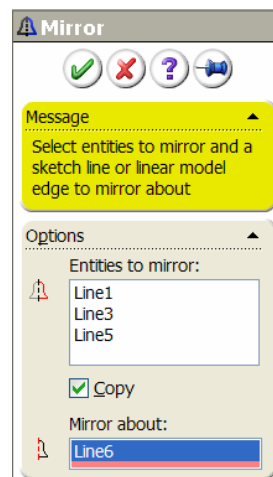 Mirror
?
Message
Select entities to mirror and a
sketch line or linear model
edge to mirror about
Options
Entities to mirror:
Line1
Line3
Line5
Copy
Mirror about:
Line6